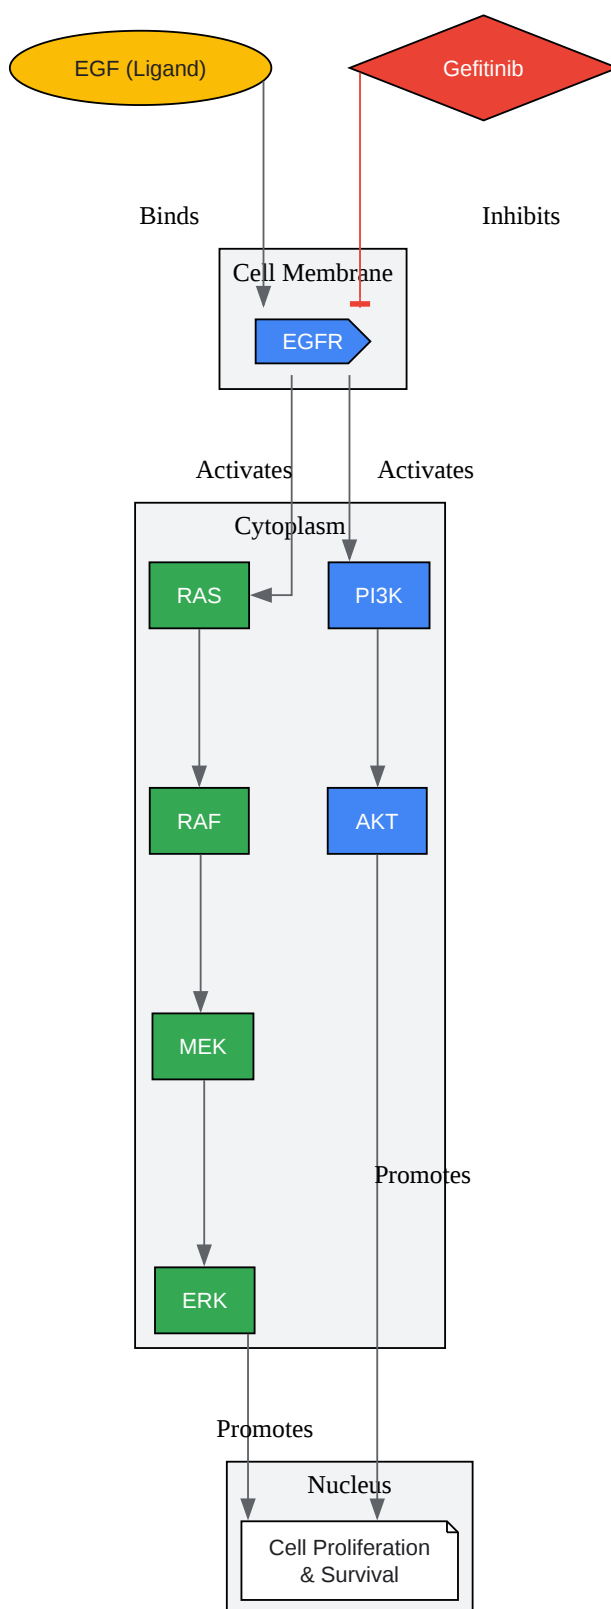 EGF (Ligand)
Gefitinib
Binds
Inhibits
Cell Membrane
EGFR
Activates
Activates
Cytoplasm
RAS
PI3K
RAF
AKT
MEK
Promotes
ERK
Promotes
Nucleus
Cell Proliferation
& Survival